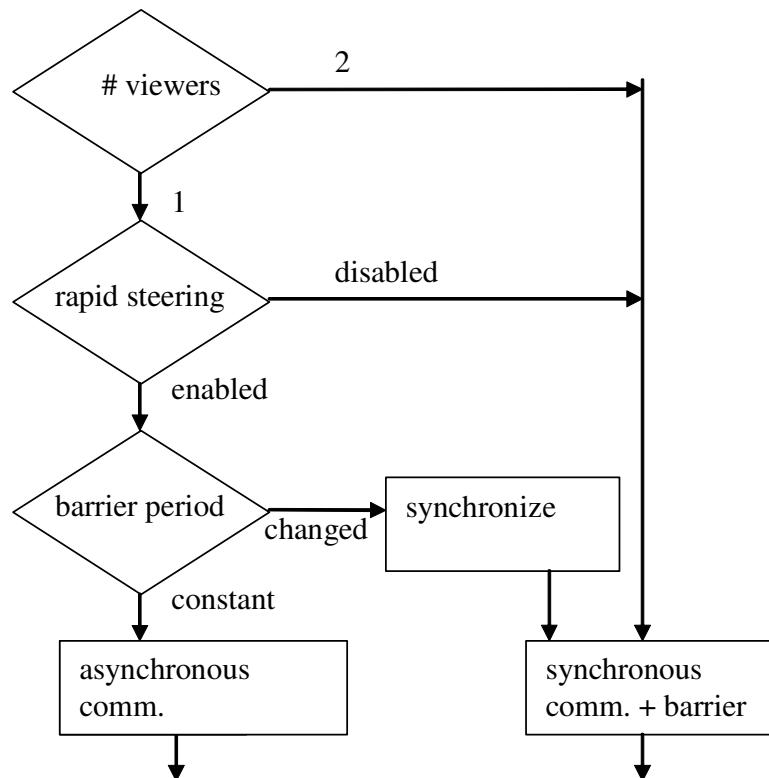 # viewers
2
1
rapid steering
disabled
enabled
barrier period
changed
synchronize
constant
asynchronous
comm.
synchronous
comm. + barrier